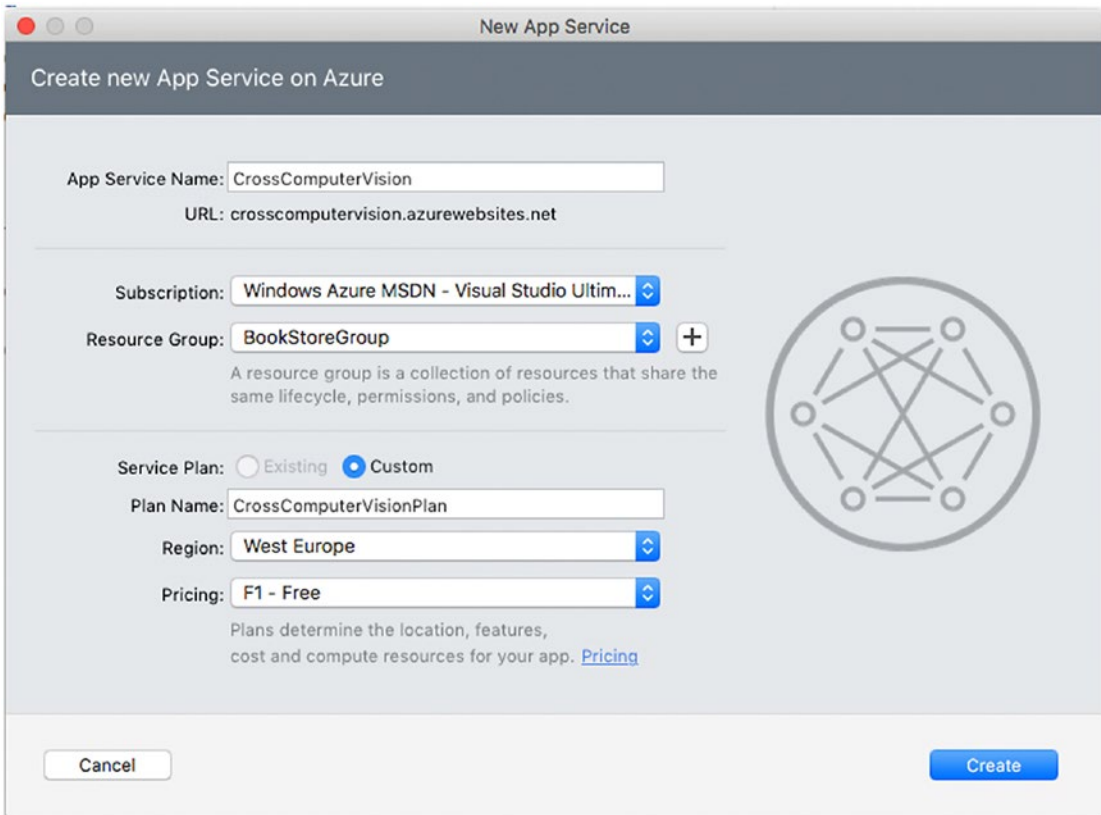 New App Service
Create new App Service on Azure
App Service Name: CrossComputerVision
URL: crosscomputervision.azurewebsites.net
Subscription: Windows Azure MSDN - Visual Studio Ultim...
Resource Group: BookStoreGroup +
A resource group is a collection of resources that share the
same lifecycle, permissions, and policies.
Service Plan: Existing Custom
Plan Name: CrossComputerVisionPlan
Region: West Europe
Pricing: F1 - Free
Plans determine the location, features,
cost and compute resources for your app. Pricing
Cancel Create